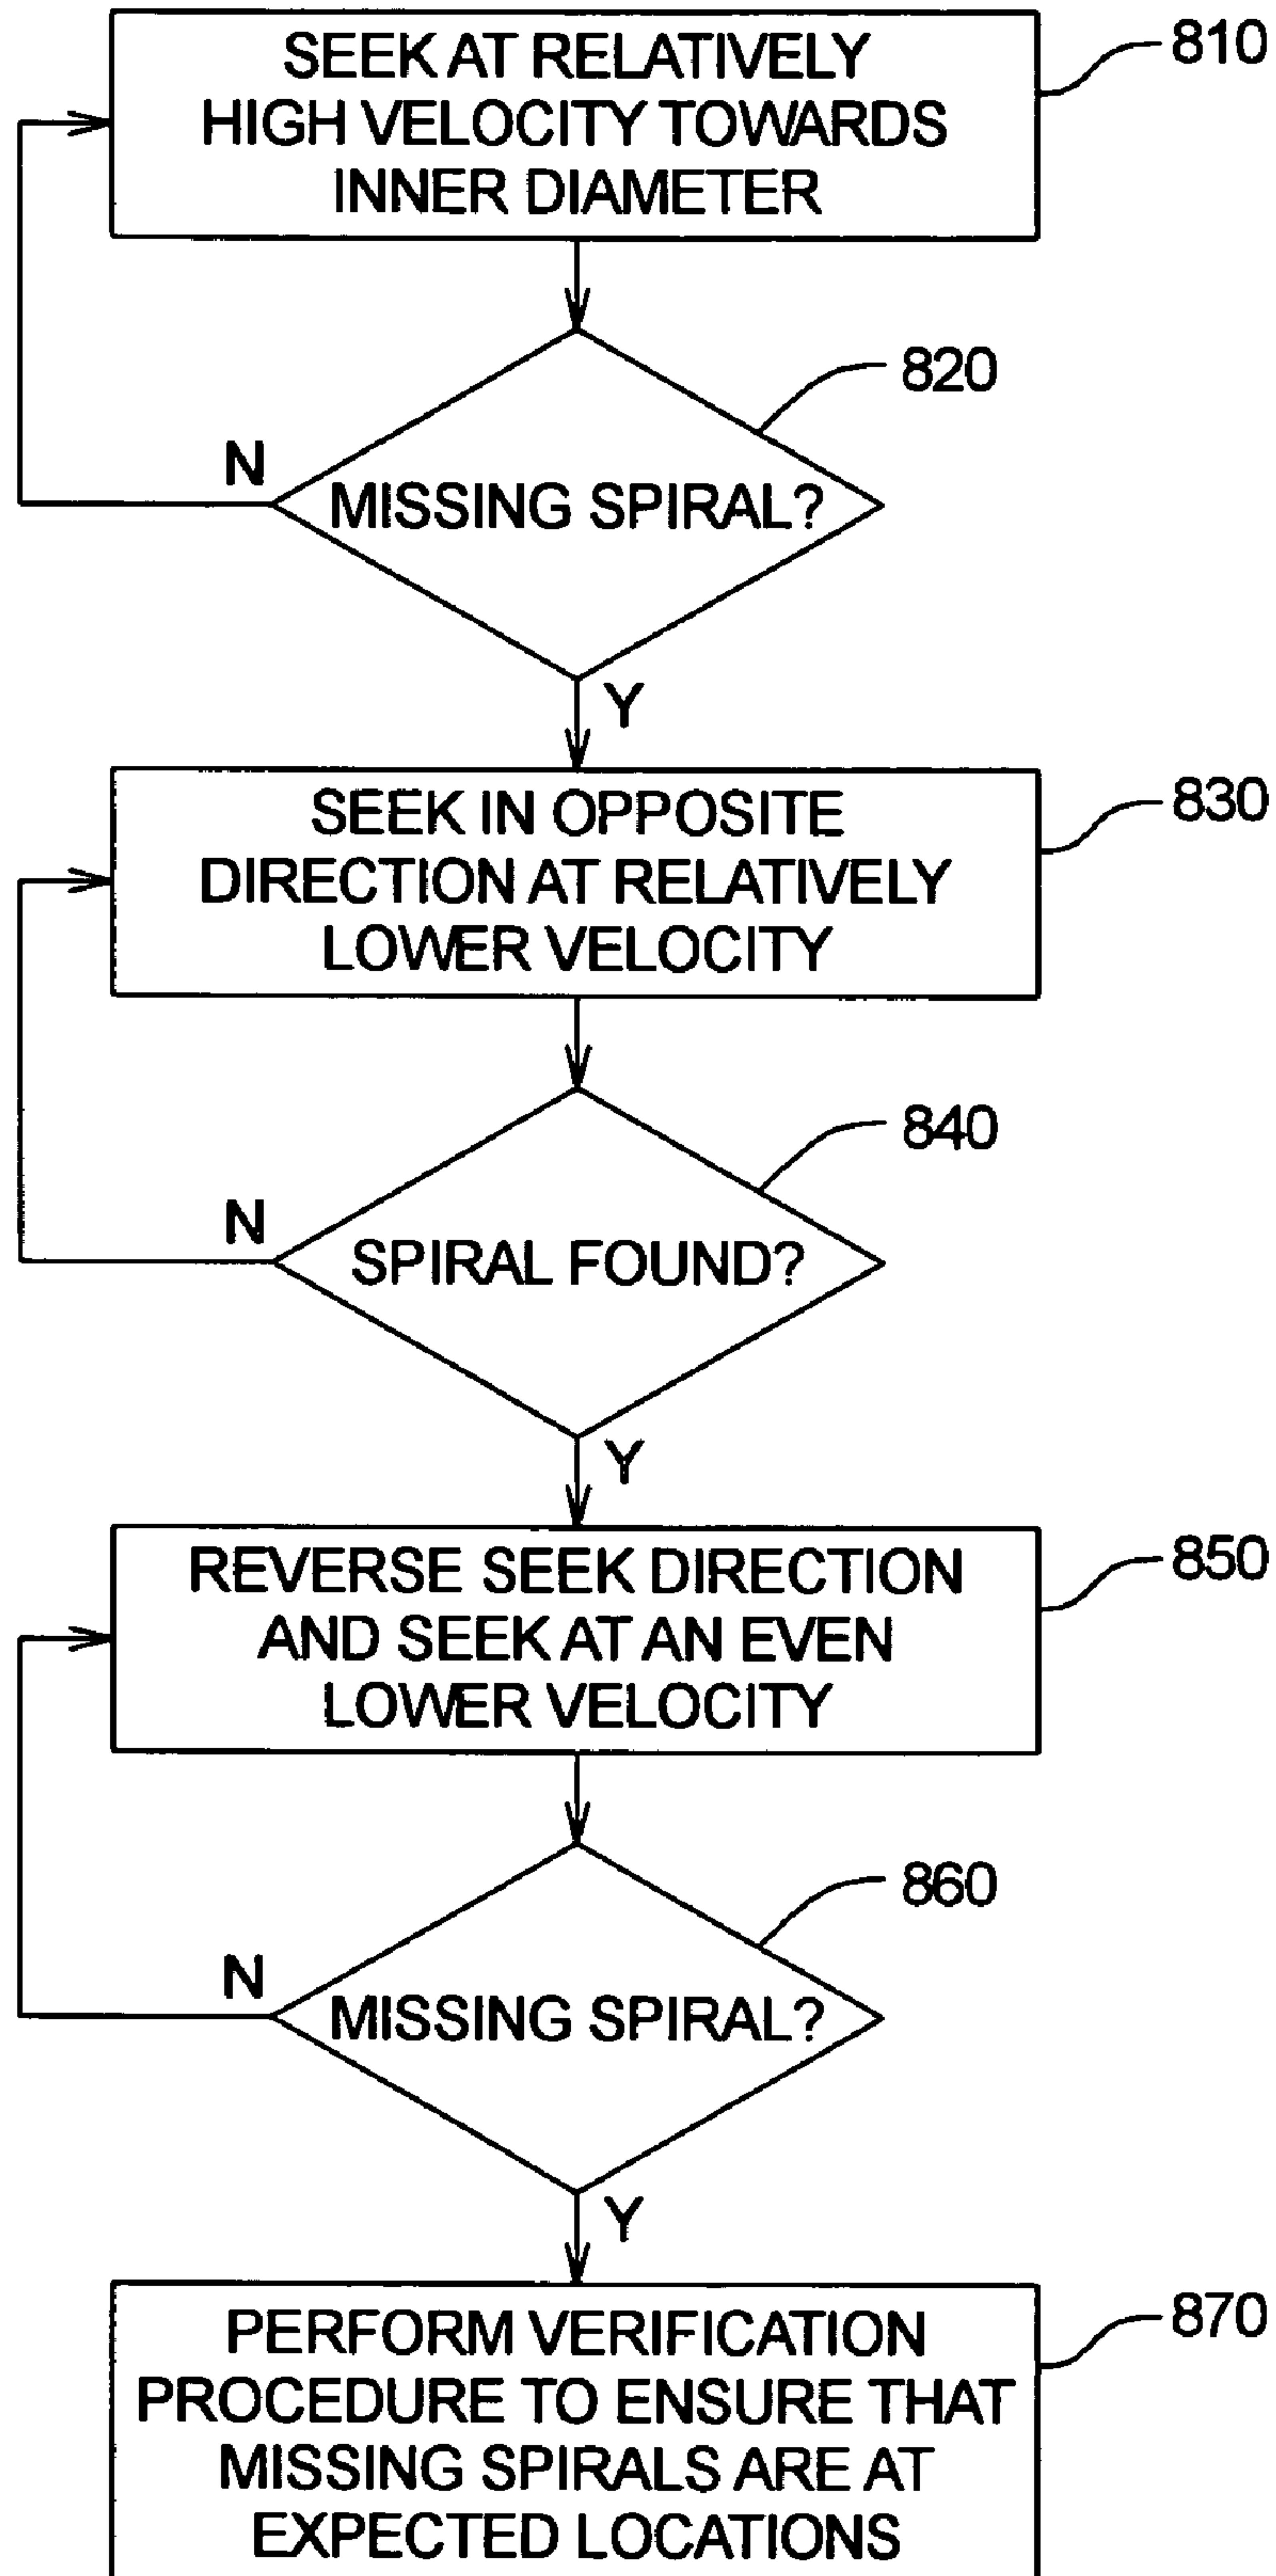 SEEK AT RELATIVELY
HIGH VELOCITY TOWARDS
INNER DIAMETER
810
820
N
MISSING SPIRAL?
Y
SEEK IN OPPOSITE
DIRECTION AT RELATIVELY
LOWER VELOCITY
830
840
N
SPIRAL FOUND?
Y
REVERSE SEEK DIRECTION
AND SEEK AT AN EVEN
LOWER VELOCITY
850
860
N
MISSING SPIRAL?
Y
PERFORM VERIFICATION
PROCEDURE TO ENSURE THAT
MISSING SPIRALS ARE AT
EXPECTED LOCATIONS
870